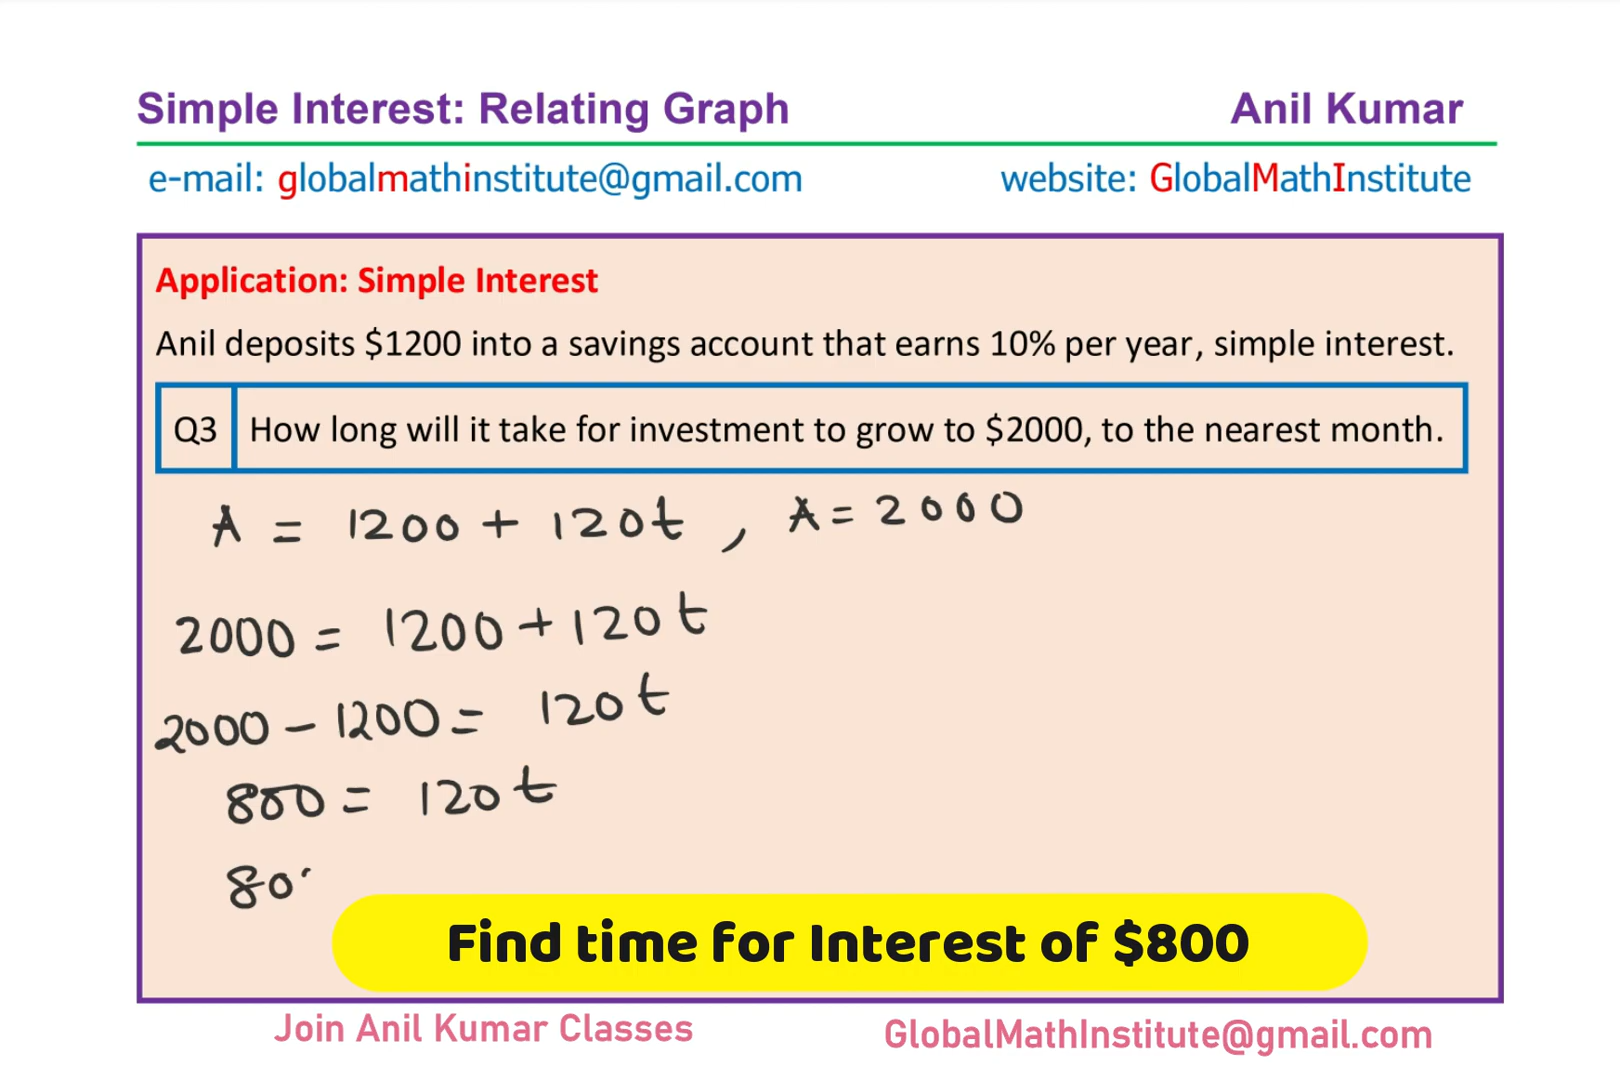 Simple Interest: Relating Graph Anil Kumar
e-mail: globalmathinstitute@gmail.com website: GlobalMathInstitute
Application: Simple Interest
Anil deposits $1200 into a savings account that earns 10% per year, simple interest.
Q3 How long will it take for investment to grow to $2000, to the nearest month.
A = 1200 + 120t , A = 2000
2000 = 1200 + 120t
2000 - 1200 = 120t
800 = 120t
80
Find time for Interest of $800
Join Anil Kumar Classes GlobalMathInstitute@gmail.com